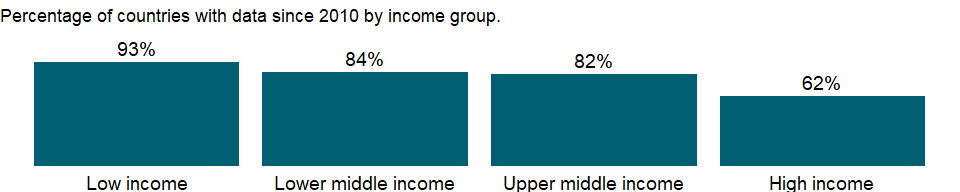 Percentage of countries with data since 2010 by income group.
93%
84%
82%
62%
Low income
Lower middle income
Upper middle income
High income